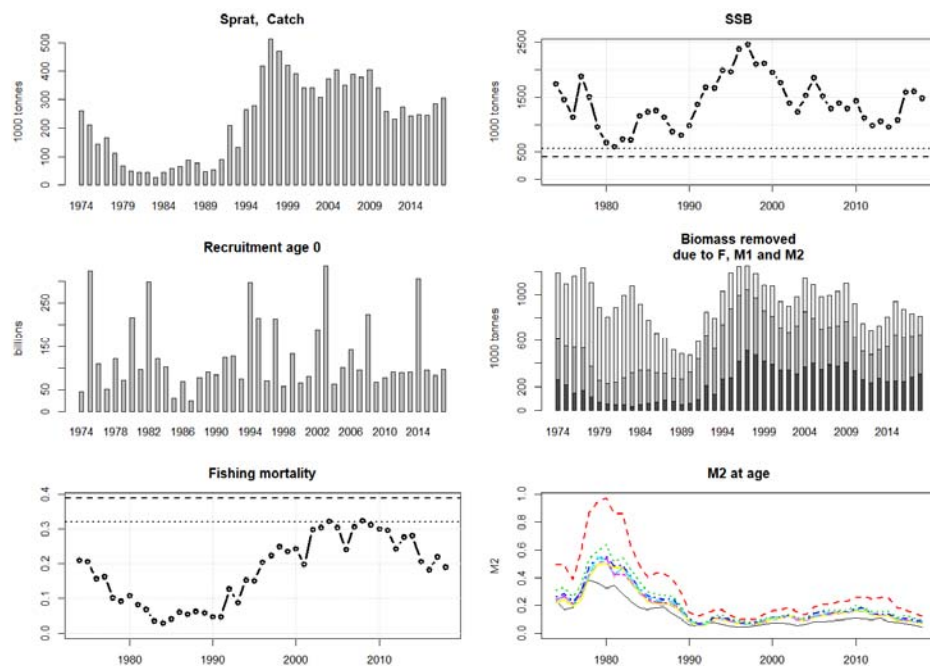 Sprat, Catch
1000 tonnes
500
400
300
200
100
0
1974 1979 1984 1989 1994 1999 2004 2009 2014
SSB
1000 tonnes
2500
1500
500
0
1980 1990 2000 2010
Recruitment age 0
billions
250
150
50
0
1974 1978 1982 1986 1990 1994 1998 2002 2006 2010 2014
Biomass removed
due to F, M1 and M2
1000 tonnes
1000
600
200
0
1974 1979 1984 1989 1994 1999 2004 2009 2014
Fishing mortality
0.4
0.3
0.2
0.1
0.0
1980 1990 2000 2010
M2 at age
M2
1.0
0.8
0.6
0.4
0.2
0.0
1980 1990 2000 2010